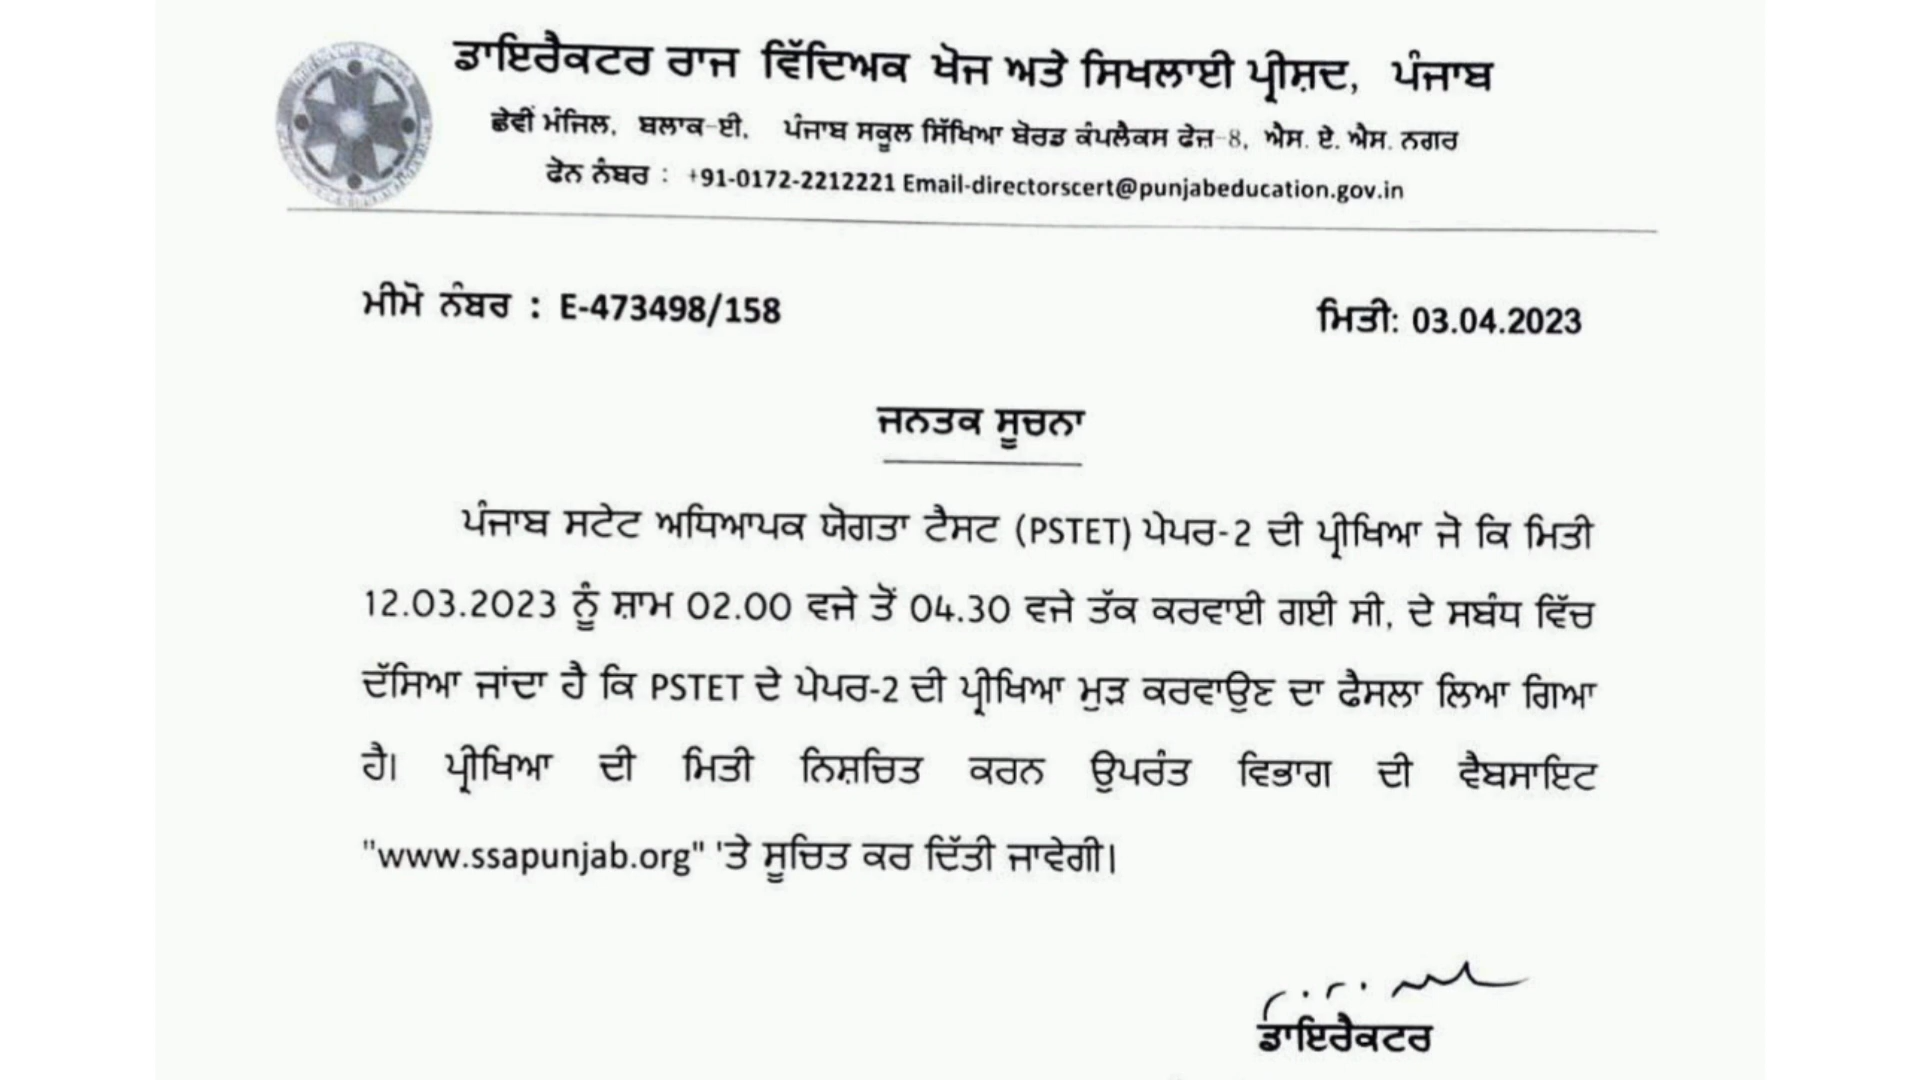 ਡਾਇਰੈਕਟਰ ਰਾਜ ਵਿੱਦਿਅਕ ਖੋਜ ਅਤੇ ਸਿਖਲਾਈ ਪ੍ਰੀਸ਼ਦ, ਪੰਜਾਬ
ਛੇਵੀਂ ਮੰਜਿਲ, ਬਲਾਕ-ਈ, ਪੰਜਾਬ ਸਕੂਲ ਸਿੱਖਿਆ ਬੋਰਡ ਕੰਪਲੈਕਸ ਫੇਜ਼-8, ਐਸ. ਏ. ਐਸ. ਨਗਰ
ਫੋਨ ਨੰਬਰ : +91-0172-2212221 Email-directorscert@punjabeducation.gov.in
ਮੀਮੋ ਨੰਬਰ : E-473498/158 ਮਿਤੀ: 03.04.2023
ਜਨਤਕ ਸੂਚਨਾ
ਪੰਜਾਬ ਸਟੇਟ ਅਧਿਆਪਕ ਯੋਗਤਾ ਟੈਸਟ (PSTET) ਪੇਪਰ-2 ਦੀ ਪ੍ਰੀਖਿਆ ਜੋ ਕਿ ਮਿਤੀ
12.03.2023 ਨੂੰ ਸ਼ਾਮ 02.00 ਵਜੇ ਤੋਂ 04.30 ਵਜੇ ਤੱਕ ਕਰਵਾਈ ਗਈ ਸੀ, ਦੇ ਸਬੰਧ ਵਿੱਚ
ਦੱਸਿਆ ਜਾਂਦਾ ਹੈ ਕਿ PSTET ਦੇ ਪੇਪਰ-2 ਦੀ ਪ੍ਰੀਖਿਆ ਮੁੜ ਕਰਵਾਉਣ ਦਾ ਫੈਸਲਾ ਲਿਆ ਗਿਆ
ਹੈ। ਪ੍ਰੀਖਿਆ ਦੀ ਮਿਤੀ ਨਿਸ਼ਚਿਤ ਕਰਨ ਉਪਰੰਤ ਵਿਭਾਗ ਦੀ ਵੈਬਸਾਇਟ
"www.ssapunjab.org" 'ਤੇ ਸੂਚਿਤ ਕਰ ਦਿੱਤੀ ਜਾਵੇਗੀ।
ਡਾਇਰੈਕਟਰ